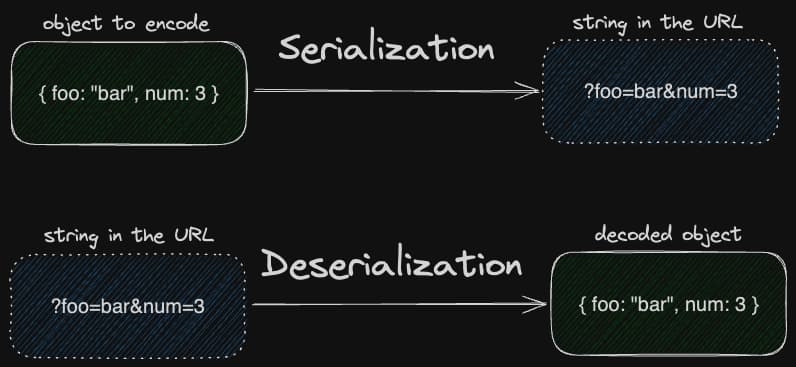 object to encode
string in the URL
Serialization
{ foo: "bar", num: 3 }
?foo=bar&num=3
string in the URL
decoded object
Deserialization
?foo=bar&num=3
{ foo: "bar", num: 3 }